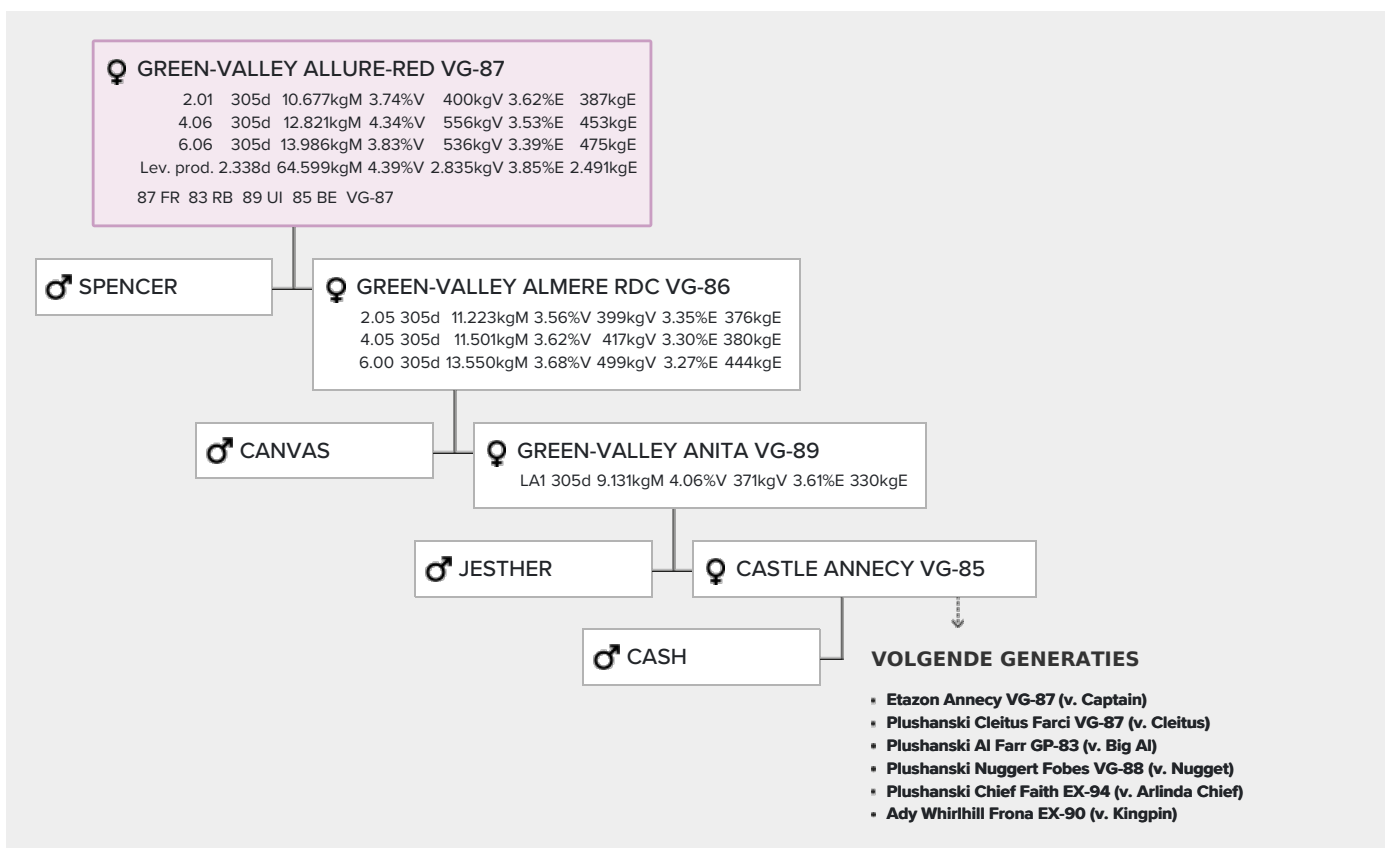 GREEN-VALLEY ALLURE-RED VG-87
2.01 305d 10.677kgM 3.74%V 400kgV 3.62%E 387kgE
4.06 305d 12.821kgM 4.34%V 556kgV 3.53%E 453kgE
6.06 305d 13.986kgM 3.83%V 536kgV 3.39%E 475kgE
Lev. prod. 2.338d 64.599kgM 4.39%V 2.835kgV 3.85%E 2.491kgE
87 FR 83 RB 89 UI 85 BE VG-87
SPENCER
GREEN-VALLEY ALMERE RDC VG-86
2.05 305d 11.223kgM 3.56%V 399kgV 3.35%E 376kgE
4.05 305d 11.501kgM 3.62%V 417kgV 3.30%E 380kgE
6.00 305d 13.550kgM 3.68%V 499kgV 3.27%E 444kgE
CANVAS
GREEN-VALLEY ANITA VG-89
LA1 305d 9.131kgM 4.06%V 371kgV 3.61%E 330kgE
JESTHER
CASTLE ANNECY VG-85
CASH
VOLGENDE GENERATIES
▪ Etazon Annecy VG-87 (v. Captain)
▪ Plushanski Cleitus Farci VG-87 (v. Cleitus)
▪ Plushanski Al Farr GP-83 (v. Big Al)
▪ Plushanski Nuggert Fobes VG-88 (v. Nugget)
▪ Plushanski Chief Faith EX-94 (v. Arlinda Chief)
▪ Ady Whirlhill Frona EX-90 (v. Kingpin)